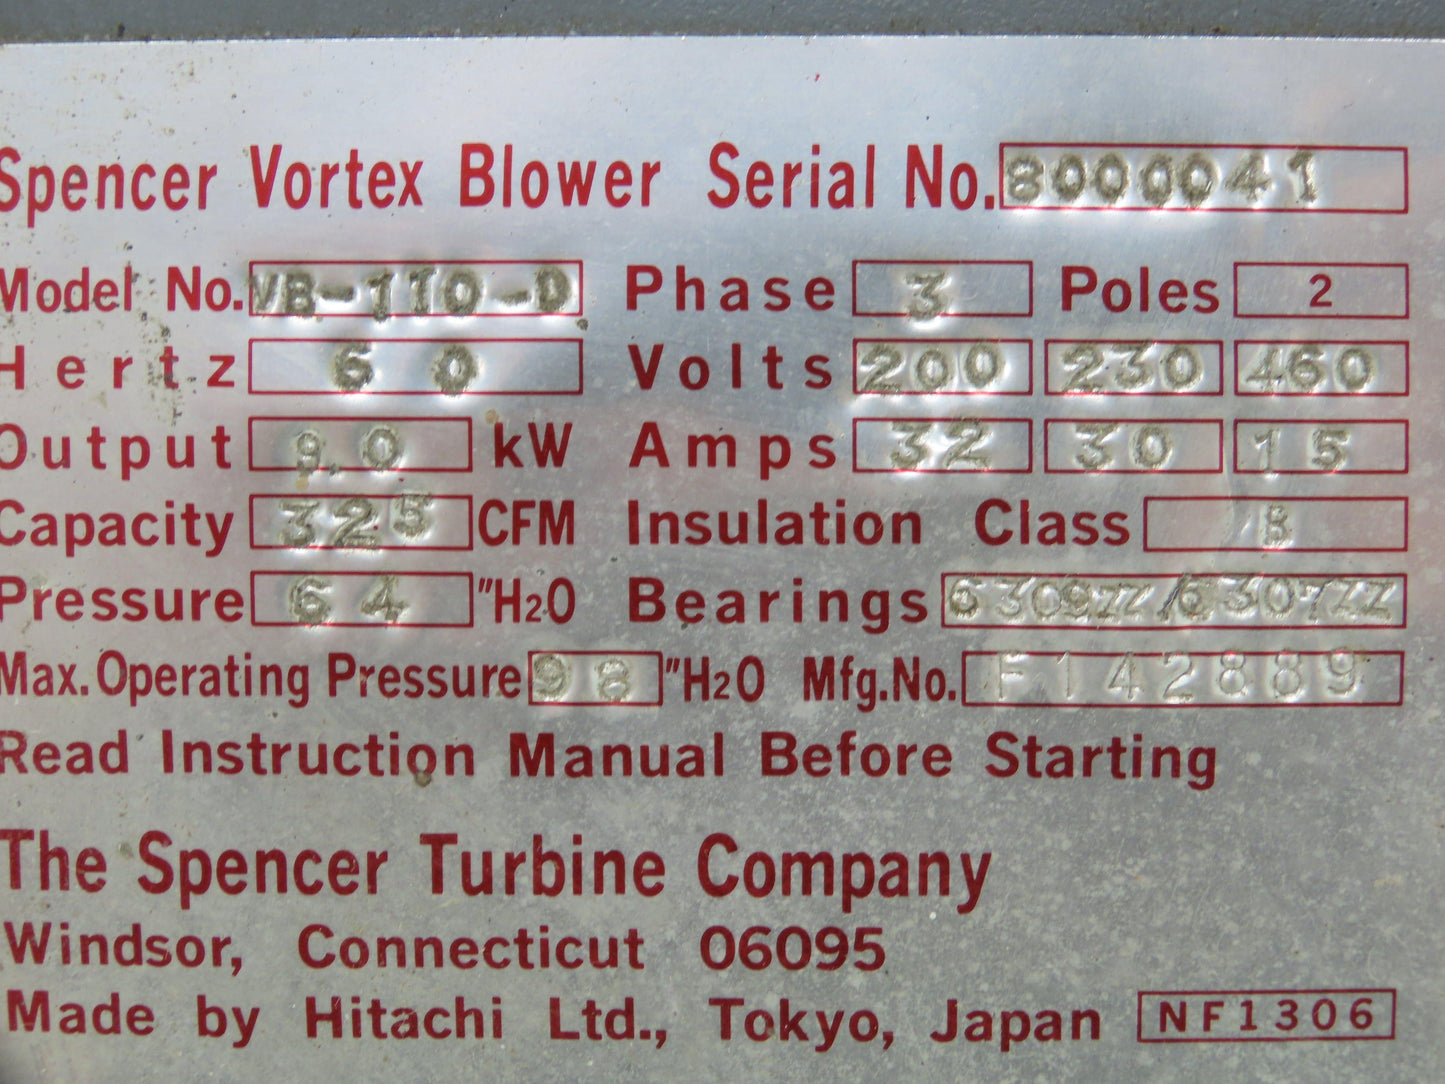 Spencer Vortex Blower Serial No. 8000041
Model No. VB-110-D Phase 3 Poles 2
Hertz 60 Volts 200 230 460
Output 9.0 kW Amps 32 30 15
Capacity 325 CFM Insulation Class B
Pressure 64 "H2O Bearings 6309ZZ/6307ZZ
Max. Operating Pressure 98 "H2O Mfg.No. F142889
Read Instruction Manual Before Starting
The Spencer Turbine Company
Windsor, Connecticut 06095
Made by Hitachi Ltd., Tokyo, Japan NF1306